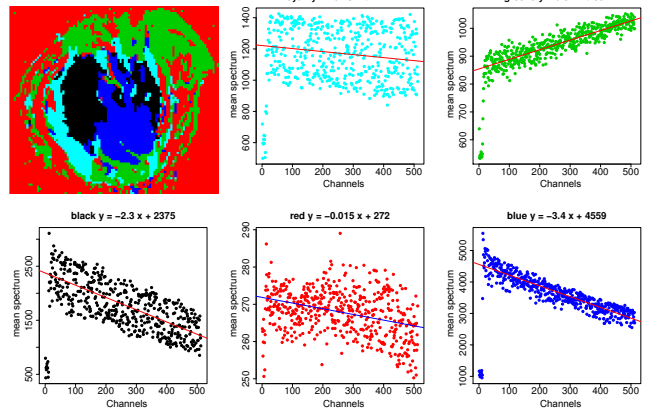 1400
1200
1000
800
600
mean spectrum
0 100 200 300 400 500
Channels
1000
900
800
700
600
mean spectrum
0 100 200 300 400 500
Channels
black y = −2.3 x + 2375
2500
1500
500
mean spectrum
0 100 200 300 400 500
Channels
red y = −0.015 x + 272
290
280
270
260
250
mean spectrum
0 100 200 300 400 500
Channels
blue y = −3.4 x + 4559
5000
4000
3000
2000
1000
mean spectrum
0 100 200 300 400 500
Channels